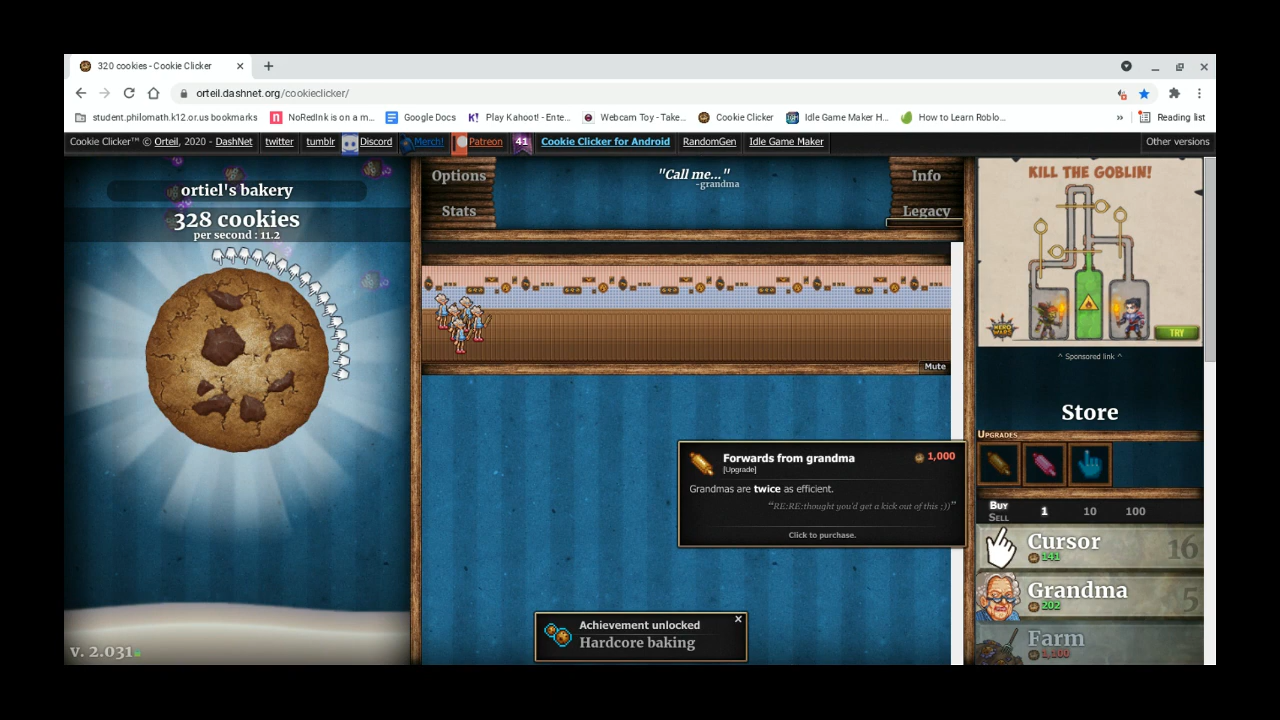 320 cookies - Cookie Clicker
orteil.dashnet.org/cookieclicker/
student.philomath.k12.or.us bookmarks
NoRedInk is on a m...
Google Docs
Play Kahoot! - Ente...
Webcam Toy - Take...
Cookie Clicker
Idle Game Maker H...
How to Learn Roblo...
»
Reading list
Cookie Clicker™ © Orteil, 2020 - DashNet
twitter
tumblr
Discord
Merch!
Patreon
41
Cookie Clicker for Android
RandomGen
Idle Game Maker
Other versions
ortiel's bakery
328 cookies
per second : 11.2
Options
Stats
"Call me..."
-grandma
Info
Legacy
KILL THE GOBLIN!
HERO
WARS
TRY
^ Sponsored link ^
Mute
Store
Upgrades
Forwards from grandma
1,000
[Upgrade]
Grandmas are twice as efficient.
“RE:RE:thought you'd get a kick out of this ;))”
Click to purchase.
Buy
Sell
1
10
100
Cursor
141
16
Grandma
202
5
Farm
1,100
Achievement unlocked
Hardcore baking
v. 2.031